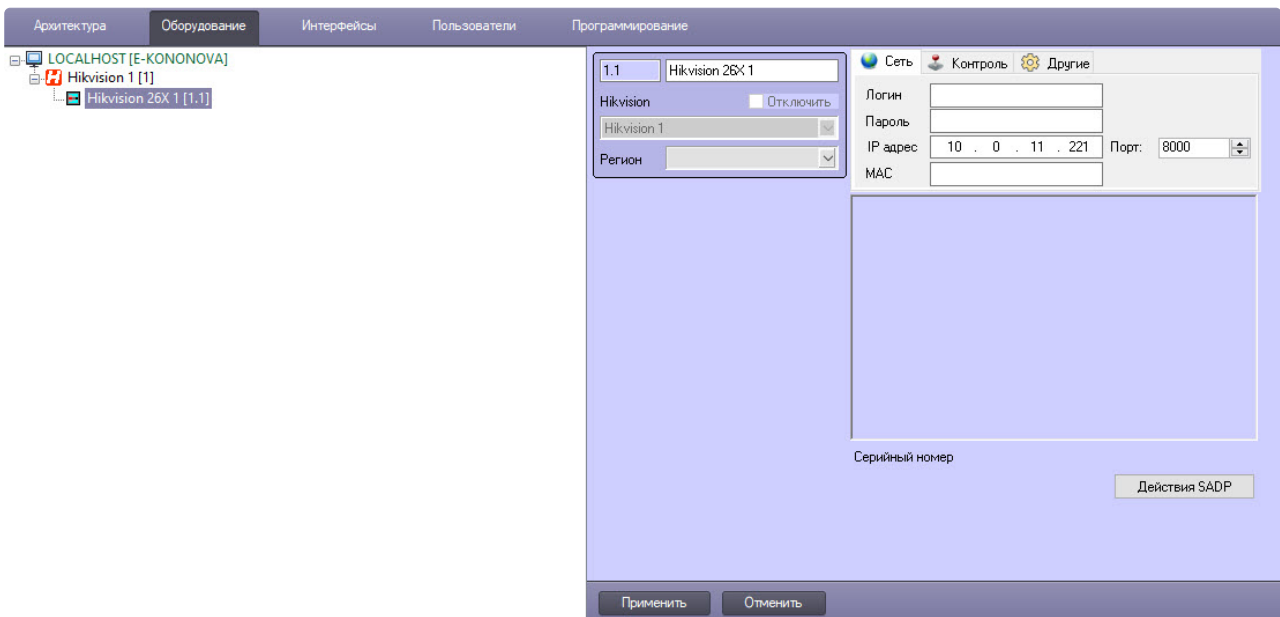 Архитектура Оборудование Интерфейсы Пользователи Программирование
LOCALHOST [E-KONONOVA]
Hikvision 1 [1]
Hikvision 26X 1 [1.1]
1.1 Hikvision 26X 1
Hikvision Отключить
Hikvision 1
Регион
Сеть Контроль Другие
Логин
Пароль
IP адрес 10 . 0 . 11 . 221 Порт: 8000
MAC
Серийный номер
Действия SADP
Применить Отменить